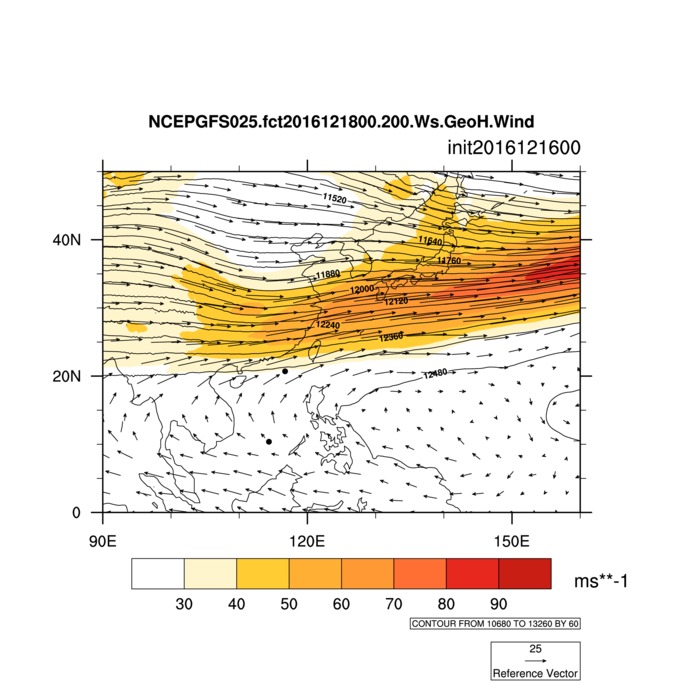 NCEPGFS025.fct2016121800.200.Ws.GeoH.Wind
init2016121600
11520
40N
11640
11760
11880
12000
12120
12240
12360
20N
12480
0
90E 120E 150E
ms**-1
30 40 50 60 70 80 90
CONTOUR FROM 10680 TO 13260 BY 60
25
Reference Vector